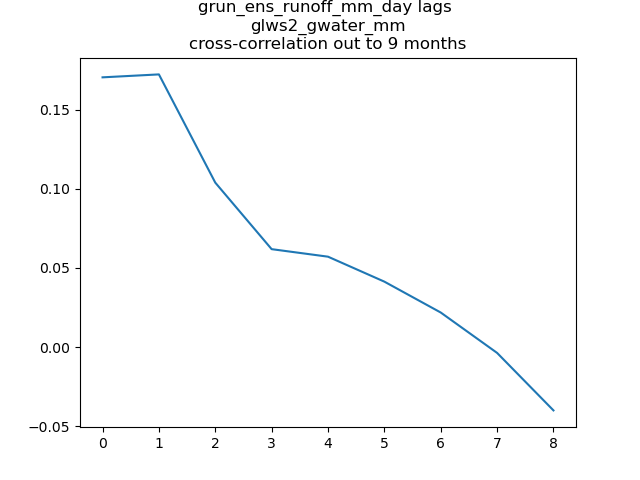 grun_ens_runoff_mm_day lags
glws2_gwater_mm
cross-correlation out to 9 months
0.15
0.10
0.05
0.00
−0.05
0 1 2 3 4 5 6 7 8